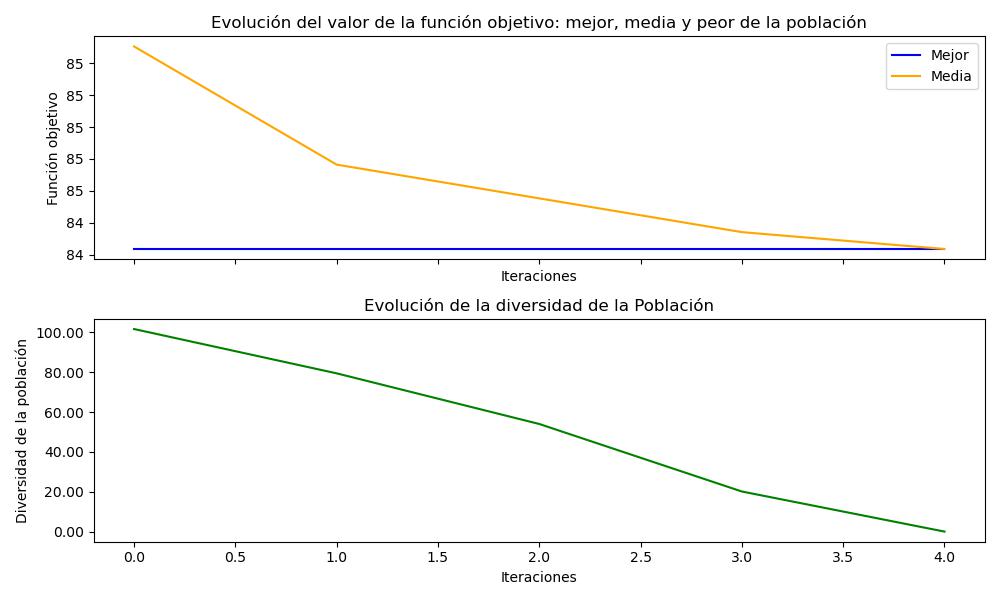 Evolución del valor de la función objetivo: mejor, media y peor de la población
Función objetivo
85
85
85
85
85
84
84
Mejor
Media
Iteraciones
Evolución de la diversidad de la Población
Diversidad de la población
100.00
80.00
60.00
40.00
20.00
0.00
0.0 0.5 1.0 1.5 2.0 2.5 3.0 3.5 4.0
Iteraciones